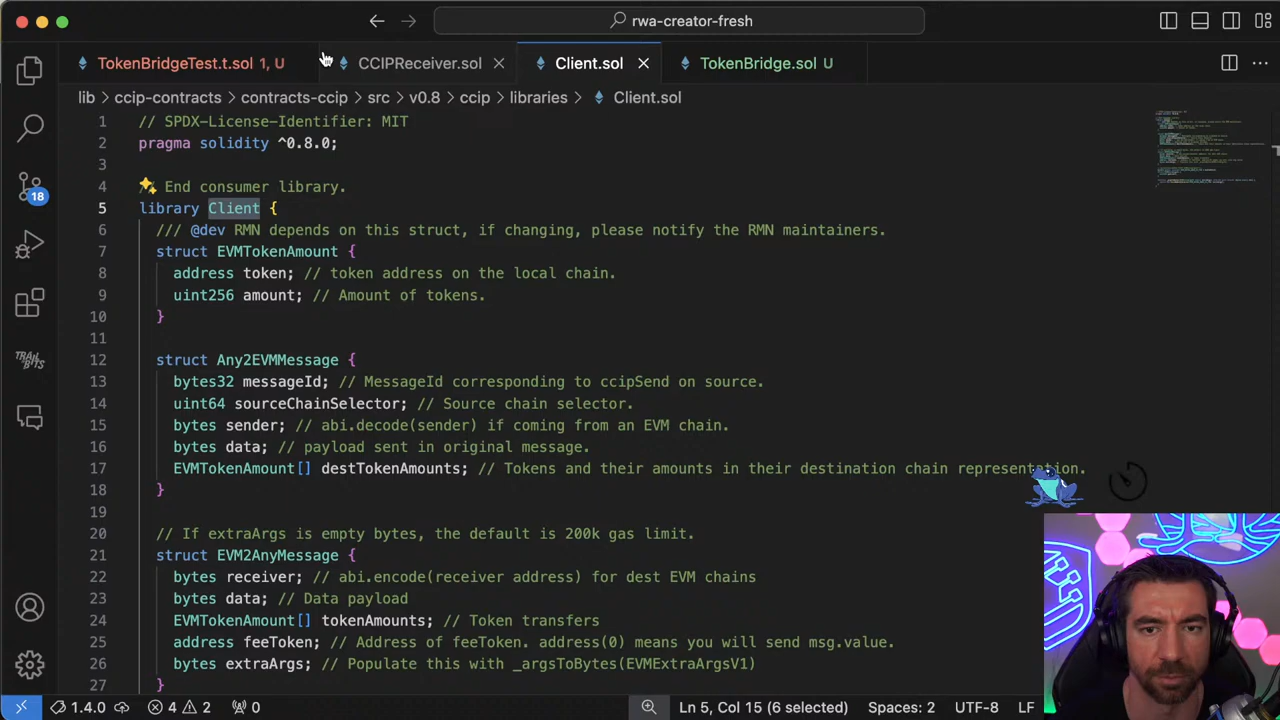 rwa-creator-fresh
TokenBridgeTest.t.sol 1, U
CCIPReceiver.sol
Client.sol
TokenBridge.sol U
lib > ccip-contracts > contracts-ccip > src > v0.8 > ccip > libraries > Client.sol
1 // SPDX-License-Identifier: MIT
2 pragma solidity ^0.8.0;
3
4 End consumer library.
5 library Client {
6 /// @dev RMN depends on this struct, if changing, please notify the RMN maintainers.
7 struct EVMTokenAmount {
8 address token; // token address on the local chain.
9 uint256 amount; // Amount of tokens.
10 }
11
12 struct Any2EVMMessage {
13 bytes32 messageId; // MessageId corresponding to ccipSend on source.
14 uint64 sourceChainSelector; // Source chain selector.
15 bytes sender; // abi.decode(sender) if coming from an EVM chain.
16 bytes data; // payload sent in original message.
17 EVMTokenAmount[] destTokenAmounts; // Tokens and their amounts in their destination chain representation.
18 }
19
20 // If extraArgs is empty bytes, the default is 200k gas limit.
21 struct EVM2AnyMessage {
22 bytes receiver; // abi.encode(receiver address) for dest EVM chains
23 bytes data; // Data payload
24 EVMTokenAmount[] tokenAmounts; // Token transfers
25 address feeToken; // Address of feeToken. address(0) means you will send msg.value.
26 bytes extraArgs; // Populate this with _argsToBytes(EVMExtraArgsV1)
27 }
18
TRAIL OF BITS
1.4.0
4 2
0
Ln 5, Col 15 (6 selected)
Spaces: 2
UTF-8
LF